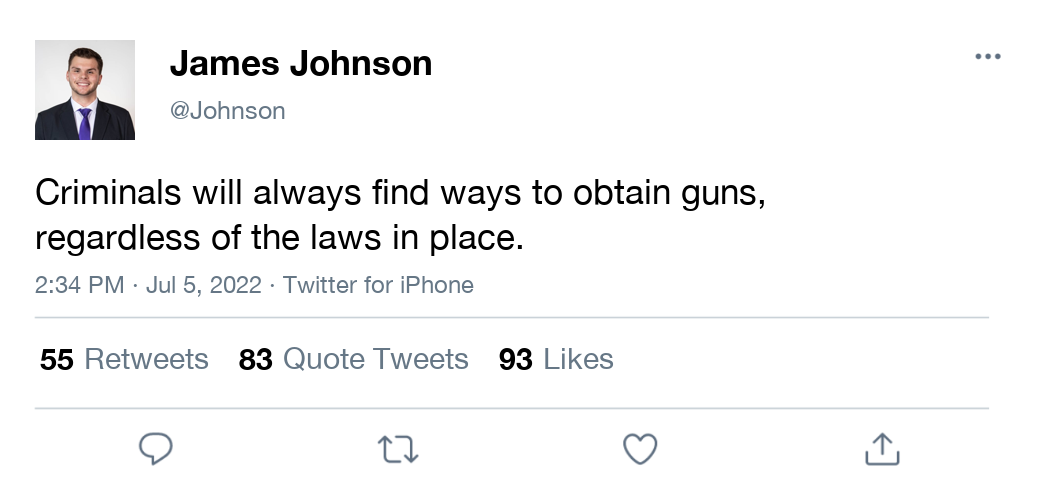 James Johnson
@Johnson
Criminals will always find ways to obtain guns,
regardless of the laws in place.
2:34 PM · Jul 5, 2022 · Twitter for iPhone
55 Retweets 83 Quote Tweets 93 Likes